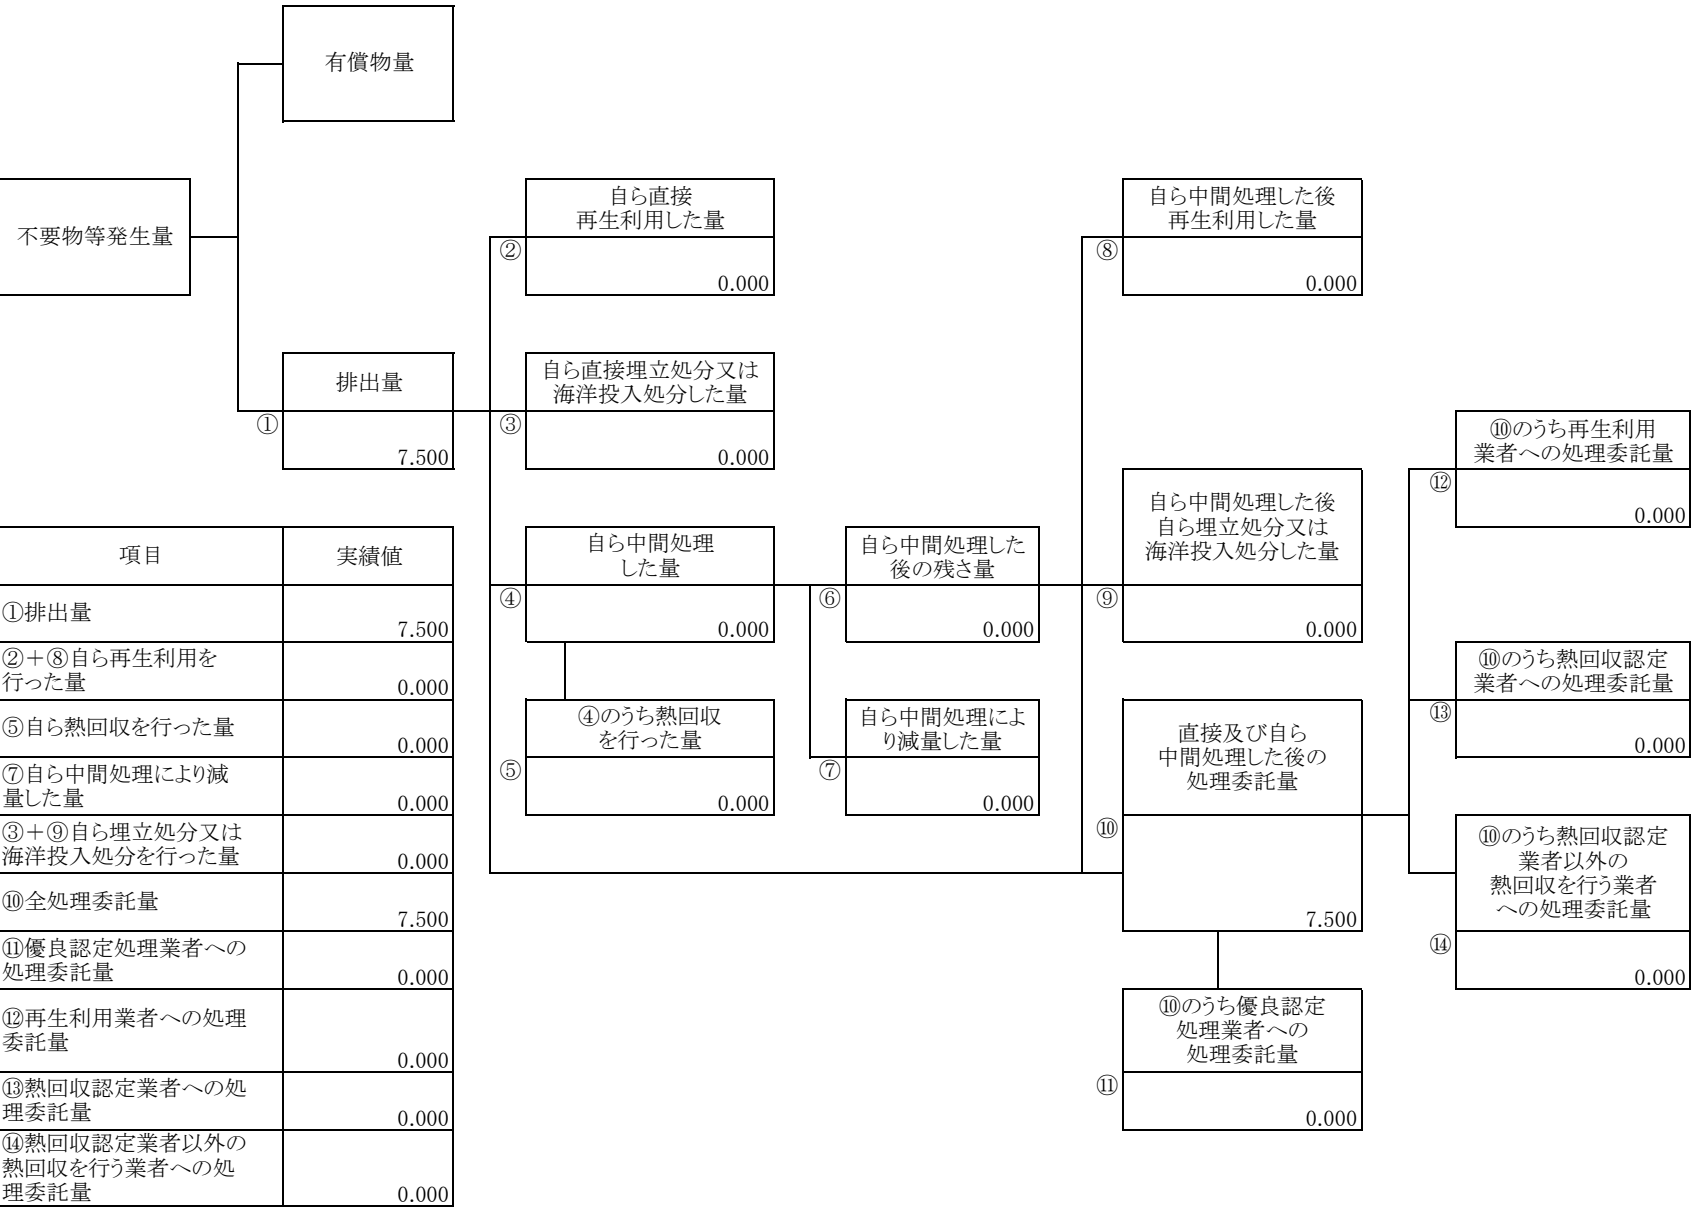 有償物量
不要物等発生量
自ら直接
再生利用した量
②
0.000
自ら中間処理した後
再生利用した量
⑧
0.000
排出量
①
7.500
自ら直接埋立処分又は
海洋投入処分した量
③
0.000
⑩のうち再生利用
業者への処理委託量
⑫
0.000
自ら中間処理した後
自ら埋立処分又は
海洋投入処分した量
⑨
0.000
自ら中間処理
した量
④
0.000
自ら中間処理した
後の残さ量
⑥
0.000
⑩のうち熱回収認定
業者への処理委託量
⑬
0.000
④のうち熱回収
を行った量
⑤
0.000
自ら中間処理によ
り減量した量
⑦
0.000
直接及び自ら
中間処理した後の
処理委託量
⑩
7.500
⑩のうち熱回収認定
業者以外の
熱回収を行う業者
への処理委託量
⑭
0.000
⑩のうち優良認定
処理業者への
処理委託量
⑪
0.000
項目 実績値
①排出量
7.500
②＋⑧自ら再生利用を
行った量
0.000
⑤自ら熱回収を行った量
0.000
⑦自ら中間処理により減
量した量
0.000
③＋⑨自ら埋立処分又は
海洋投入処分を行った量
0.000
⑩全処理委託量
7.500
⑪優良認定処理業者への
処理委託量
0.000
⑫再生利用業者への処理
委託量
0.000
⑬熱回収認定業者への処
理委託量
0.000
⑭熱回収認定業者以外の
熱回収を行う業者への処
理委託量
0.000